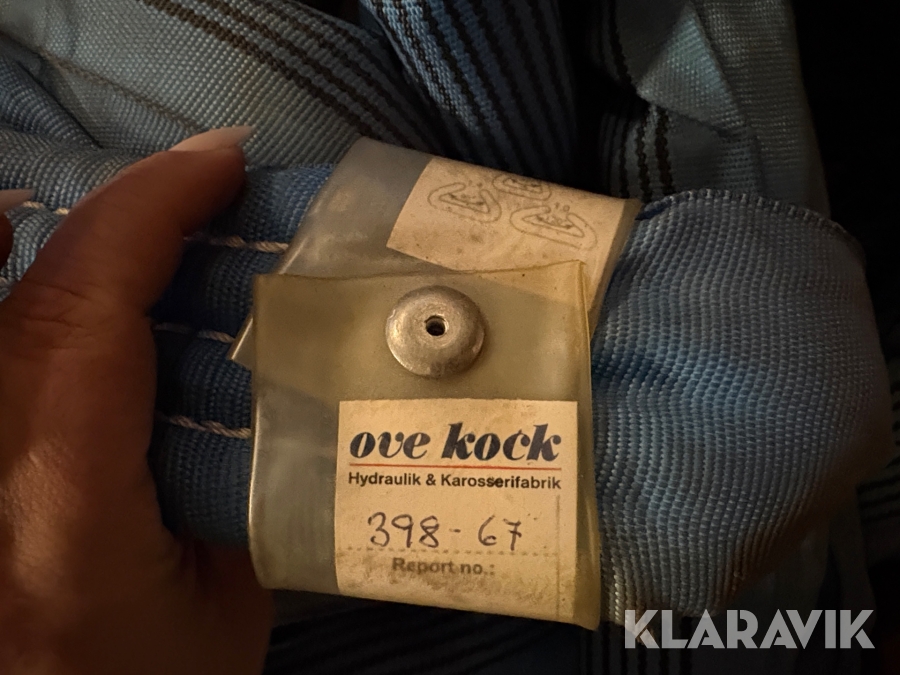 ove kock
Hydraulik & Karosserifabrik
398-67
Report no.:
KLARAVIK